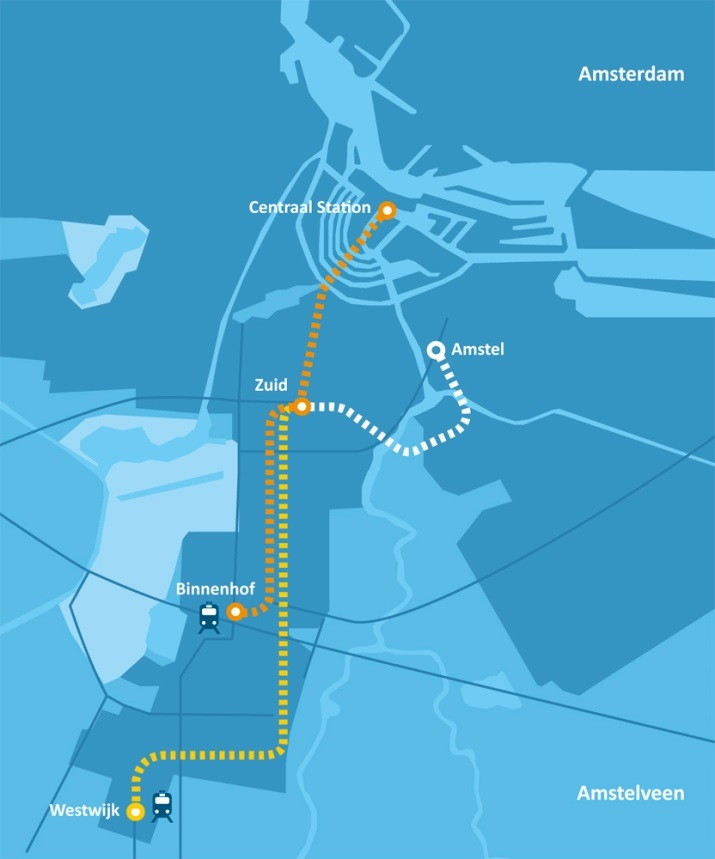 Amsterdam
Centraal Station
Amstel
Zuid
Binnenhof
Amstelveen
Westwijk